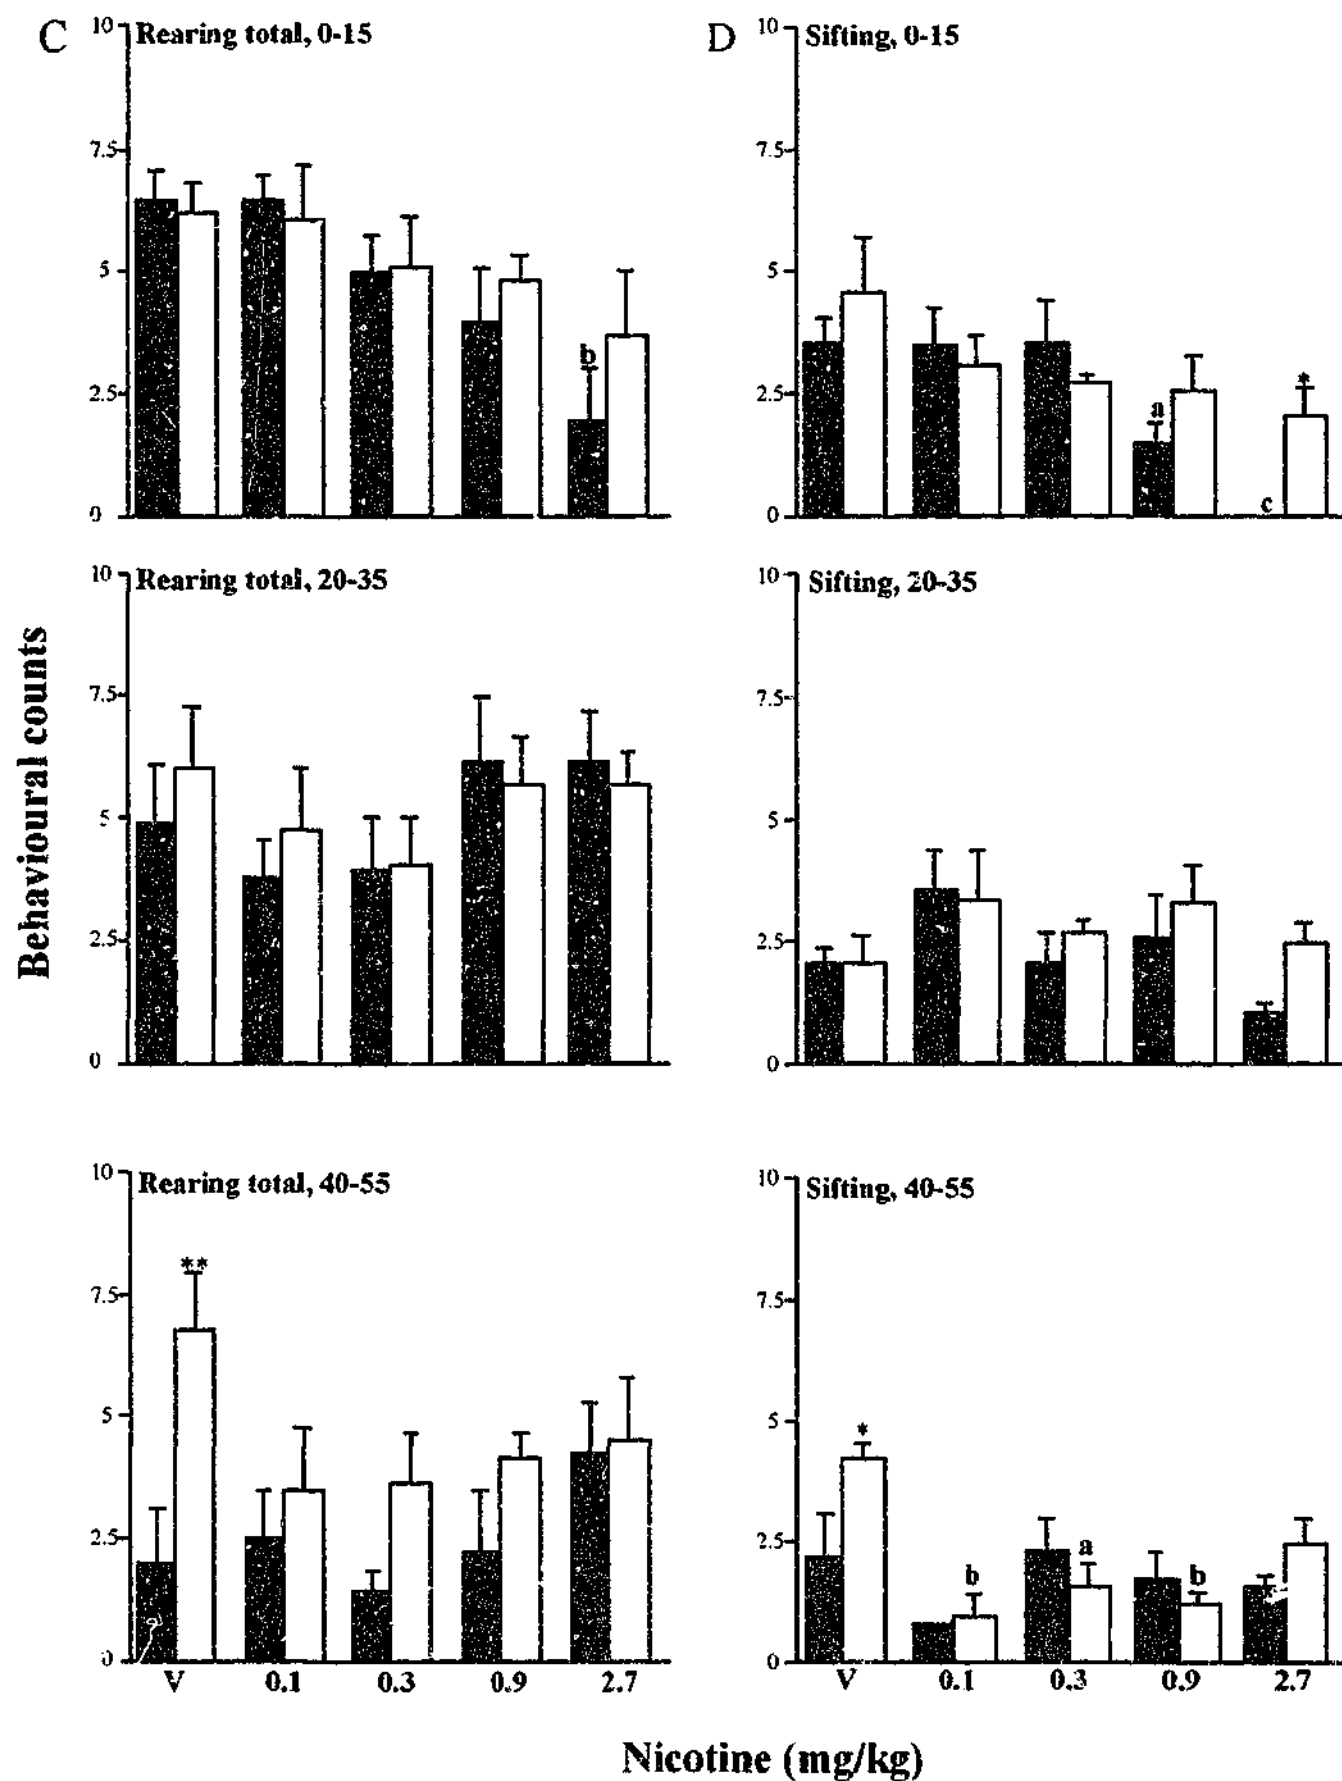 C
Rearing total, 0-15
10
7.5
5
2.5
0
b
D
Sifting, 0-15
10
7.5
5
2.5
0
a
c
*
Behavioural counts
Rearing total, 20-35
10
7.5
5
2.5
0
Sifting, 20-35
10
7.5
5
2.5
0
Rearing total, 40-55
10
7.5
5
2.5
0
**
V 0.1 0.3 0.9 2.7
Sifting, 40-55
10
7.5
5
2.5
0
*
b
a
b
V 0.1 0.3 0.9 2.7
Nicotine (mg/kg)